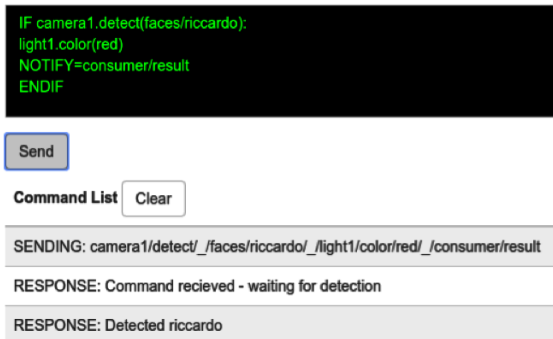 IF camera1.detect(faces/riccardo):
light1.color(red)
NOTIFY=consumer/result
ENDIF
Send
Command List Clear
SENDING: camera1/detect/_/faces/riccardo/_/light1/color/red/_/consumer/result
RESPONSE: Command recieved - waiting for detection
RESPONSE: Detected riccardo